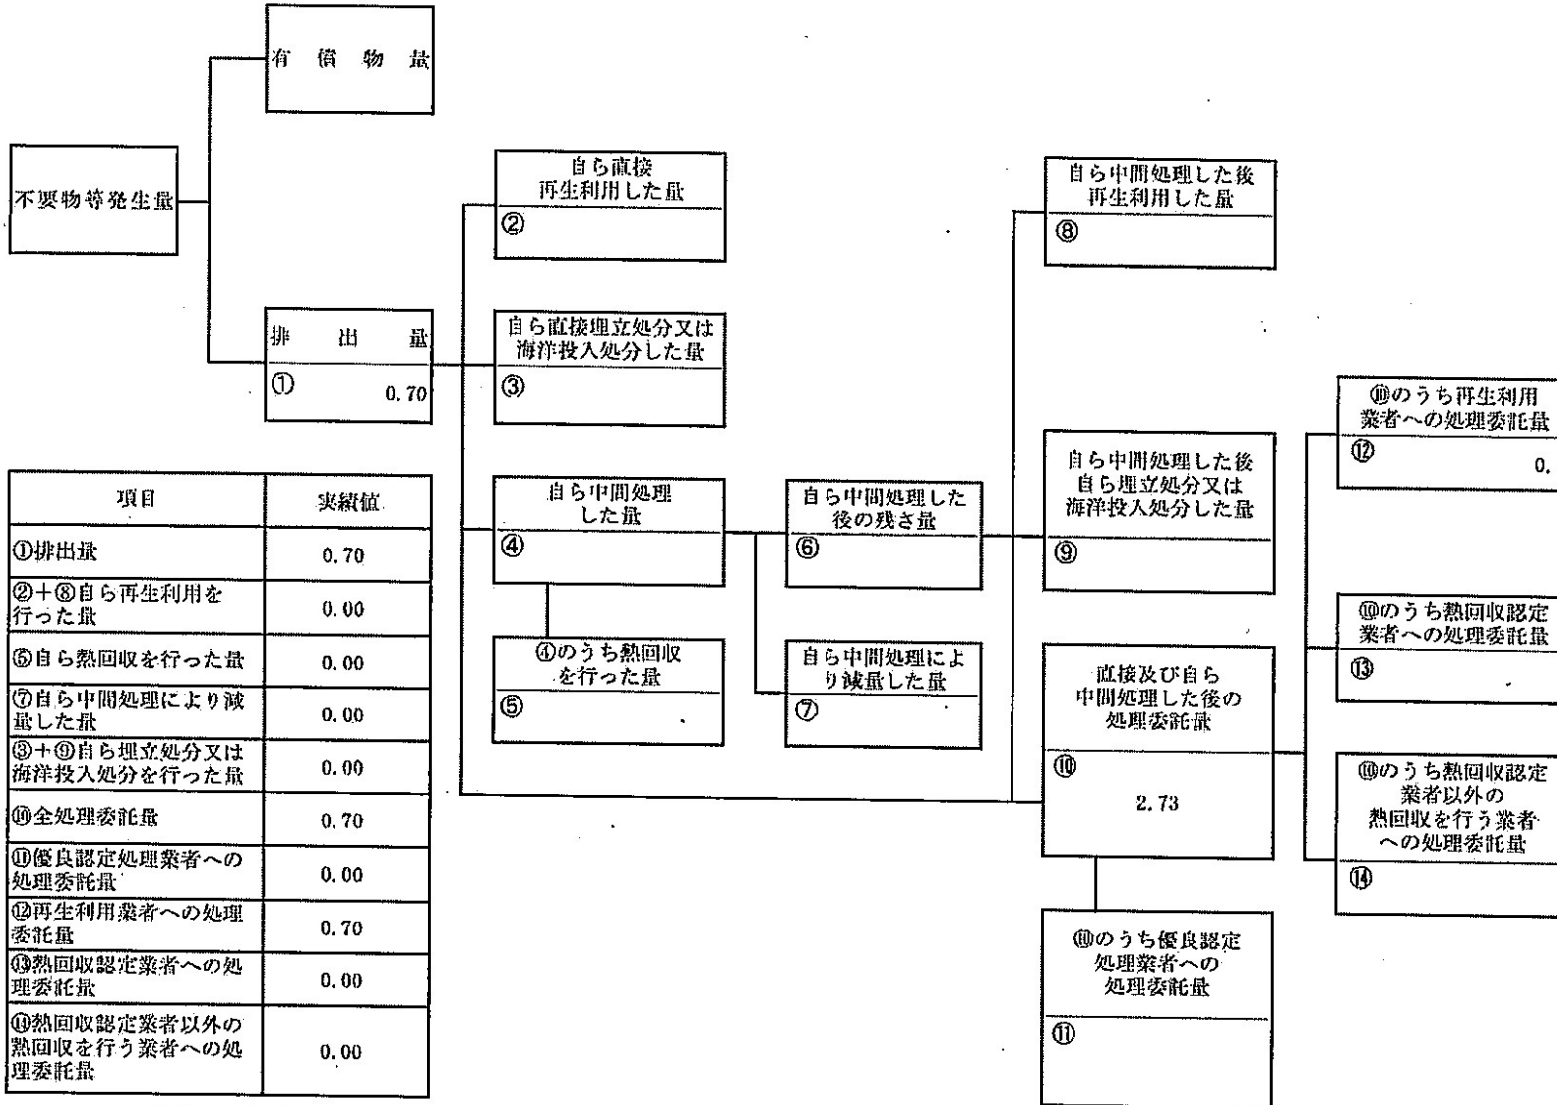 有償物量
不要物等発生量
排出量
① 0.70
自ら直接
再生利用した量
②
自ら直接埋立処分又は
海洋投入処分した量
③
自ら中間処理
した量
④
④のうち熱回収
を行った量
⑤
自ら中間処理した
後の残さ量
⑥
自ら中間処理によ
り減量した量
⑦
自ら中間処理した後
再生利用した量
⑧
自ら中間処理した後
自ら埋立処分又は
海洋投入処分した量
⑨
直接及び自ら
中間処理した後の
処理委託量
⑩
2.73
⑩のうち優良認定
処理業者への
処理委託量
⑪
⑩のうち再生利用
業者への処理委託量
⑫ 0.
⑩のうち熱回収認定
業者への処理委託量
⑬
⑩のうち熱回収認定
業者以外の
熱回収を行う業者
への処理委託量
⑭
項目 実績値
①排出量 0.70
②+⑧自ら再生利用を
行った量 0.00
⑤自ら熱回収を行った量 0.00
⑦自ら中間処理により減
量した量 0.00
③+⑨自ら埋立処分又は
海洋投入処分を行った量 0.00
⑩全処理委託量 0.70
⑪優良認定処理業者への
処理委託量 0.00
⑫再生利用業者への処理
委託量 0.70
⑬熱回収認定業者への処
理委託量 0.00
⑭熱回収認定業者以外の
熱回収を行う業者への処
理委託量 0.00